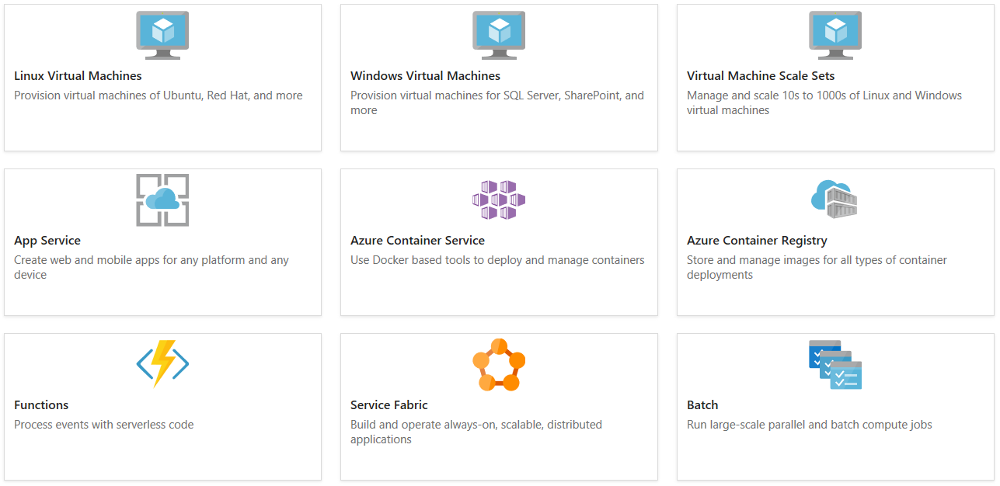 Linux Virtual Machines
Provision virtual machines of Ubuntu, Red Hat, and more
Windows Virtual Machines
Provision virtual machines for SQL Server, SharePoint, and
more
Virtual Machine Scale Sets
Manage and scale 10s to 1000s of Linux and Windows
virtual machines
App Service
Create web and mobile apps for any platform and any
device
Azure Container Service
Use Docker based tools to deploy and manage containers
Azure Container Registry
Store and manage images for all types of container
deployments
Functions
Process events with serverless code
Service Fabric
Build and operate always-on, scalable, distributed
applications
Batch
Run large-scale parallel and batch compute jobs